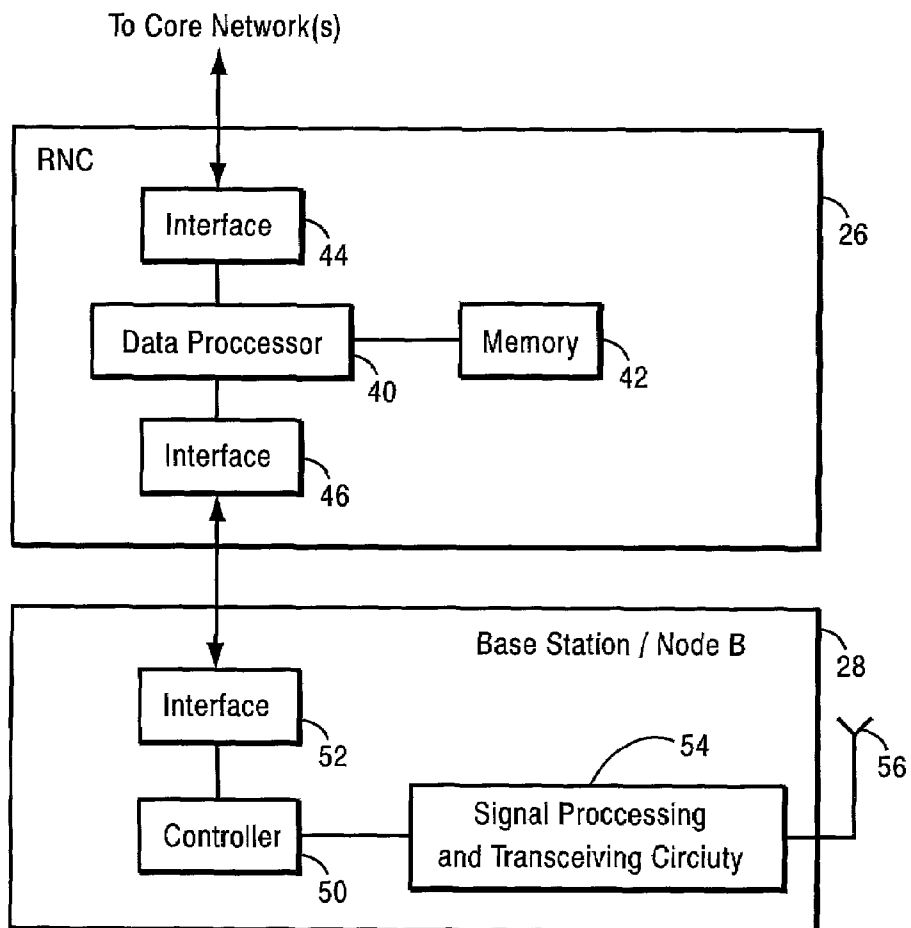 To Core Network(s)
RNC
Interface
44
26
Data Proccessor
40
Memory
42
Interface
46
Base Station / Node B
28
Interface
52
54
56
Controller
50
Signal Proccessing
and Transceiving Circiuty